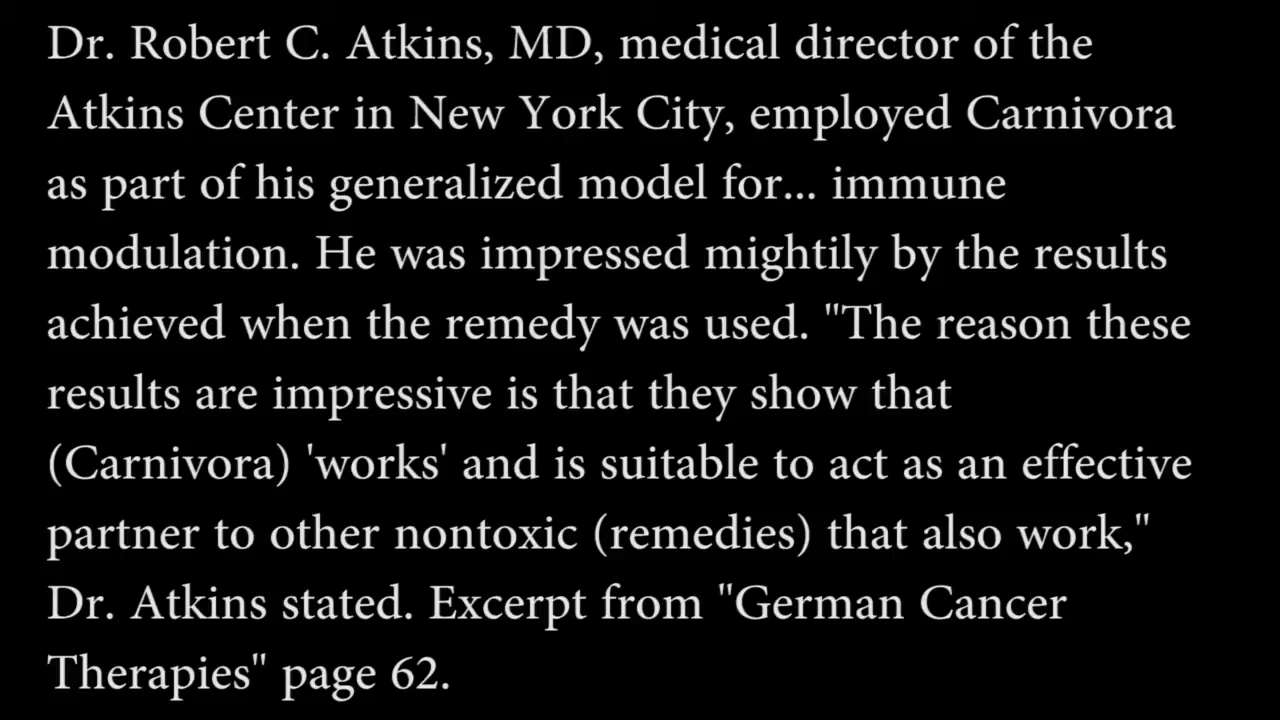 Dr. Robert C. Atkins, MD, medical director of the
Atkins Center in New York City, employed Carnivora
as part of his generalized model for... immune
modulation. He was impressed mightily by the results
achieved when the remedy was used. "The reason these
results are impressive is that they show that
(Carnivora) 'works' and is suitable to act as an effective
partner to other nontoxic (remedies) that also work,"
Dr. Atkins stated. Excerpt from "German Cancer
Therapies" page 62.